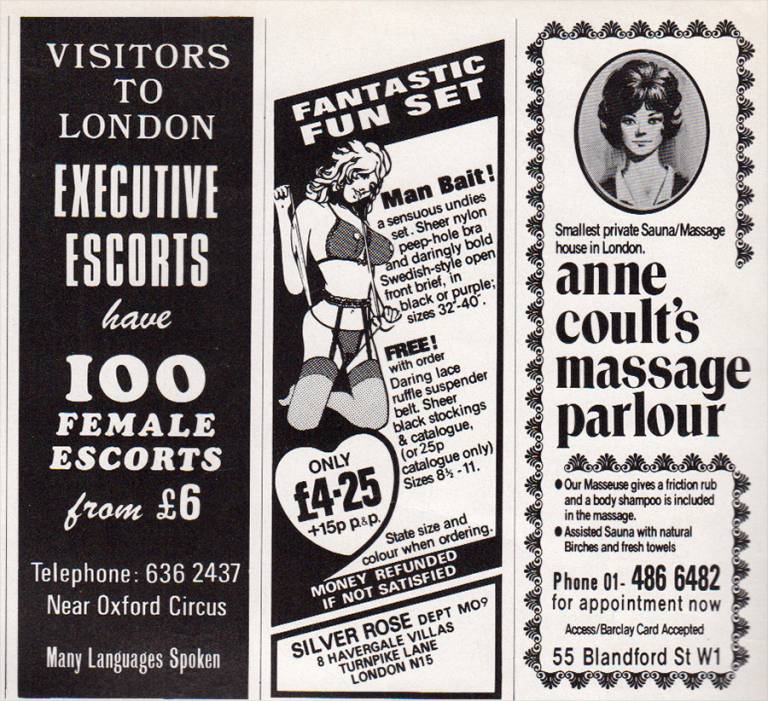 VISITORS
TO
LONDON
EXECUTIVE
ESCORTS
have
100
FEMALE
ESCORTS
from £6
Telephone: 636 2437
Near Oxford Circus
Many Languages Spoken
FANTASTIC
FUN SET
Man Bait!
a sensuous undies
set. Sheer nylon
peep-hole bra
and daringly bold
Swedish-style open
front brief, in
black or purple;
sizes 32"-40".
FREE!
with order
Daring lace
ruffle suspender
belt. Sheer
black stockings
& catalogue,
(or 25p
catalogue only)
Sizes 8½-11.
ONLY
£4·25
+15p p&p.
State size and
colour when ordering.
MONEY REFUNDED
IF NOT SATISFIED
SILVER ROSE DEPT MO9
8 HAVERGALE VILLAS
TURNPIKE LANE
LONDON N15
Smallest private Sauna/Massage
house in London.
anne
coult's
massage
parlour
● Our Masseuse gives a friction rub
and a body shampoo is included
in the massage.
● Assisted Sauna with natural
Birches and fresh towels
Phone 01- 486 6482
for appointment now
Access/Barclay Card Accepted
55 Blandford St W1